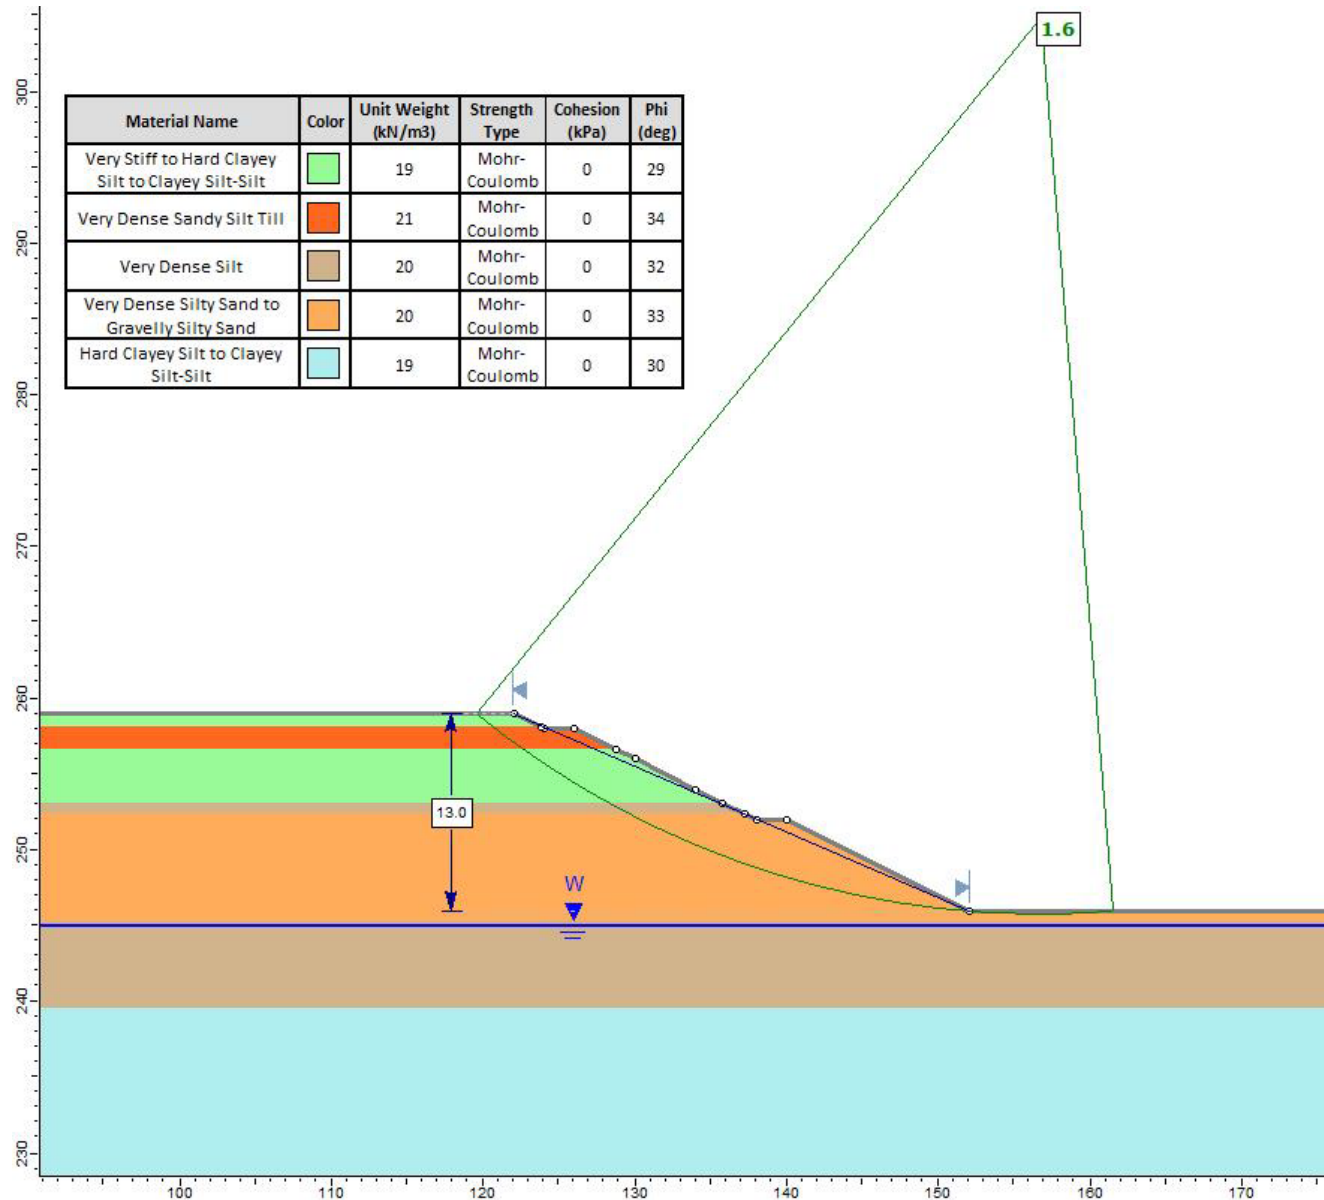 1.6
300
290
280
270
260
250
240
230
Material Name Color Unit Weight (kN/m3) Strength Type Cohesion (kPa) Phi (deg)
Very Stiff to Hard Clayey Silt to Clayey Silt-Silt 19 Mohr-Coulomb 0 29
Very Dense Sandy Silt Till 21 Mohr-Coulomb 0 34
Very Dense Silt 20 Mohr-Coulomb 0 32
Very Dense Silty Sand to Gravelly Silty Sand 20 Mohr-Coulomb 0 33
Hard Clayey Silt to Clayey Silt-Silt 19 Mohr-Coulomb 0 30
13.0
W
100 110 120 130 140 150 160 170